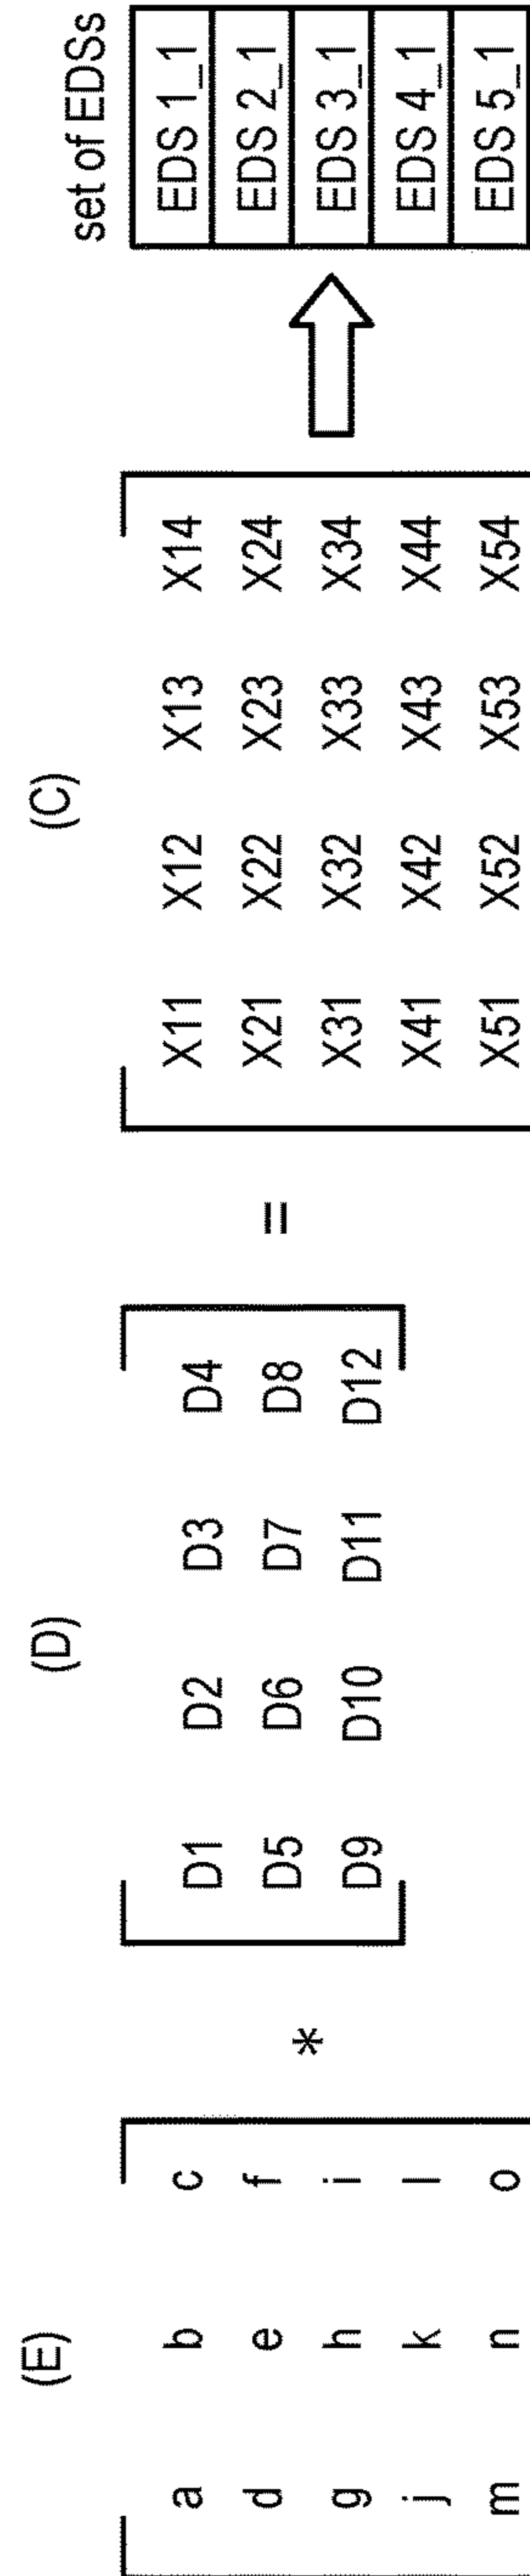 (E) (D) (C) set of EDSs
a b c D1 D2 D3 D4 X11 X12 X13 X14 EDS 1_1
d e f * D5 D6 D7 D8 = X21 X22 X23 X24 EDS 2_1
g h i D9 D10 D11 D12 X31 X32 X33 X34 EDS 3_1
j k l X41 X42 X43 X44 EDS 4_1
m n o X51 X52 X53 X54 EDS 5_1